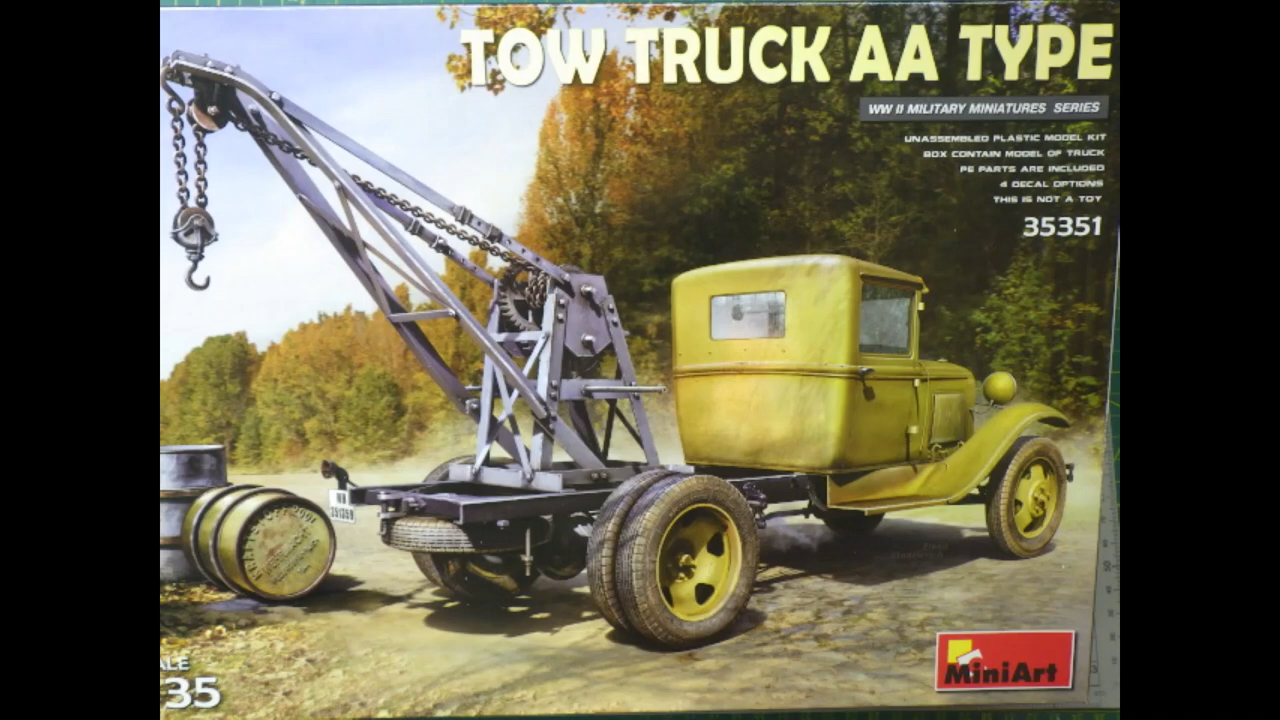 TOW TRUCK AA TYPE
WW II MILITARY MINIATURES SERIES
UNASSEMBLED PLASTIC MODEL KIT
BOX CONTAIN MODEL OF TRUCK
PE PARTS ARE INCLUDED
4 DECAL OPTIONS
THIS IS NOT A TOY
35351
ALE
35
MiniArt